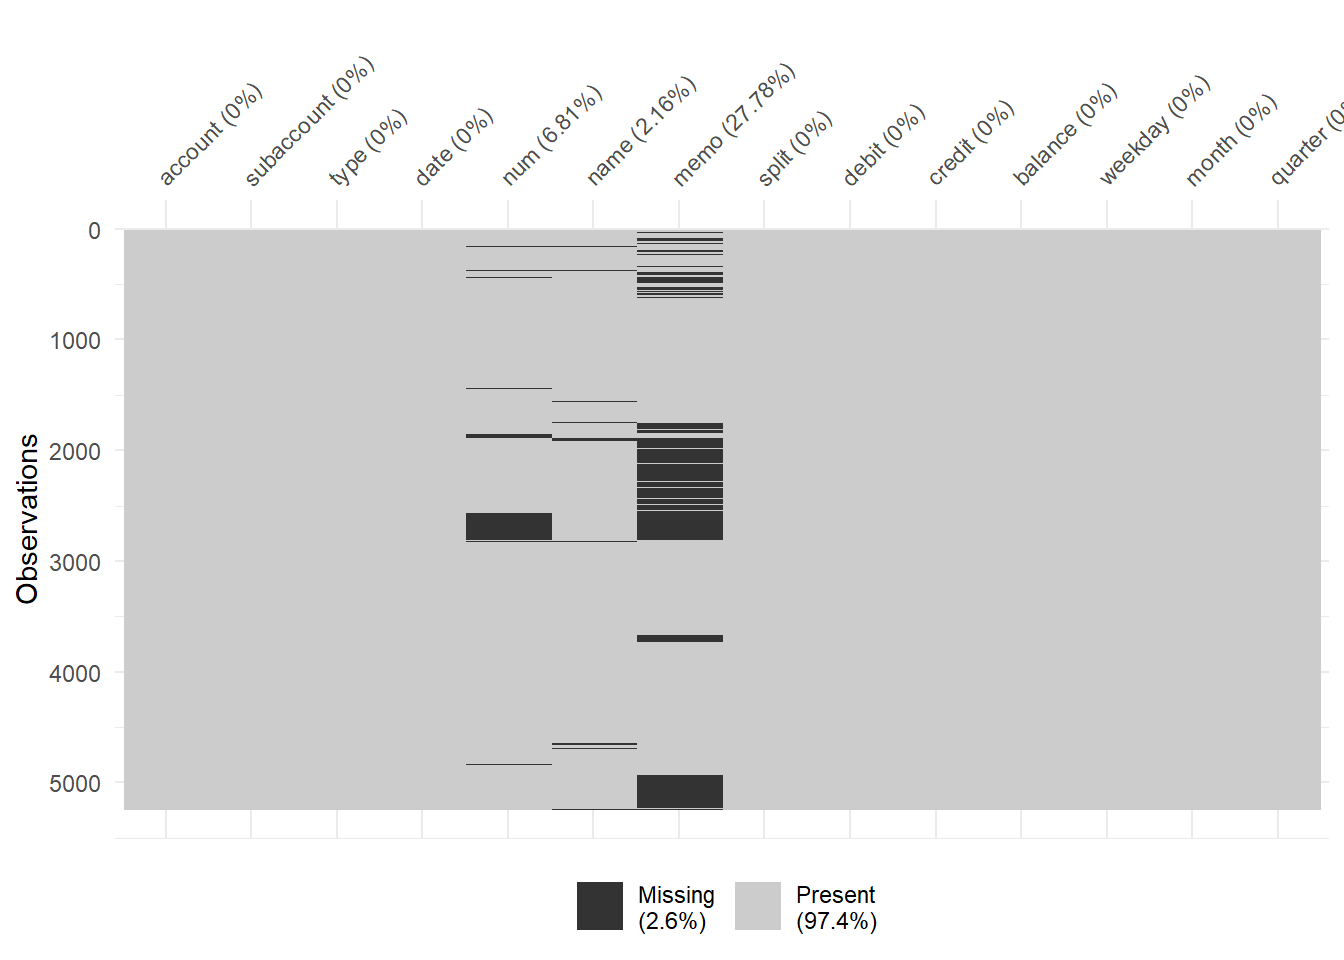 account (0%)
subaccount (0%)
type (0%)
date (0%)
num (6.81%)
name (2.16%)
memo (27.78%)
split (0%)
debit (0%)
credit (0%)
balance (0%)
weekday (0%)
month (0%)
quarter (0%
0
1000
2000
3000
4000
5000
Observations
Missing
(2.6%)
Present
(97.4%)